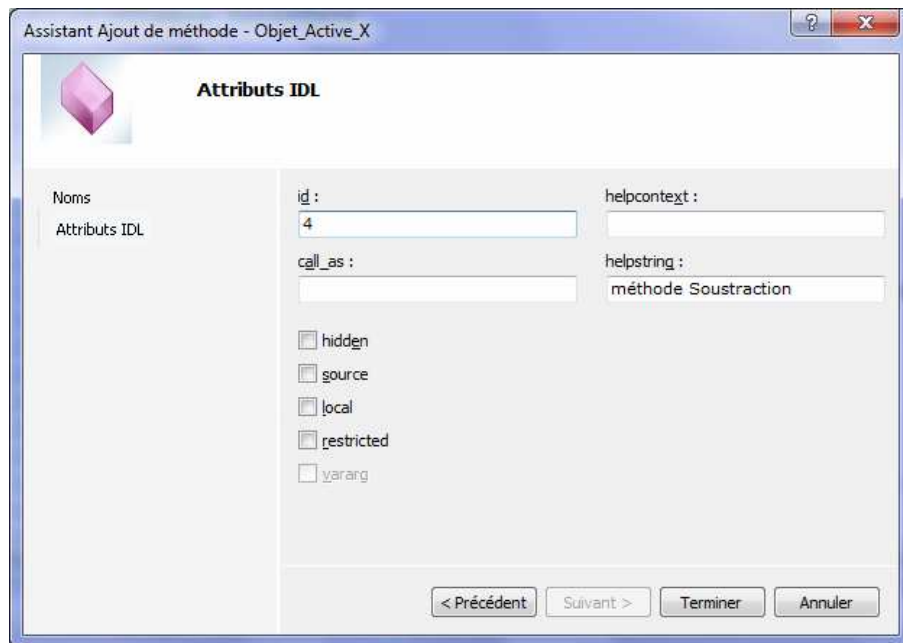 Assistant Ajout de méthode - Objet_Active_X
Attributs IDL
Noms
Attributs IDL
id :
helpcontext :
4
call_as :
helpstring :
méthode Soustraction
hidden
source
local
restricted
vararg
< Précédent
Suivant >
Terminer
Annuler